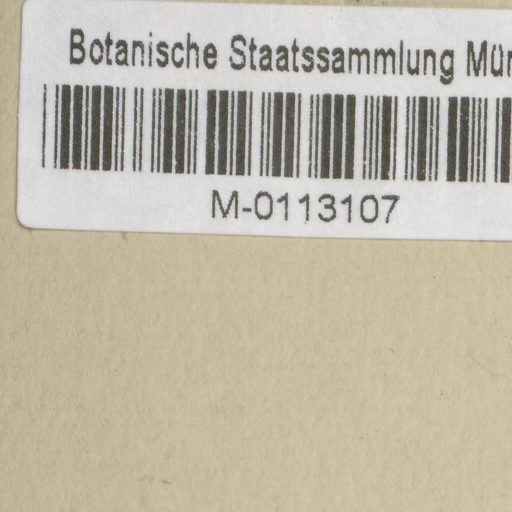 Botanische Staatssammlung Mün
M-0113107